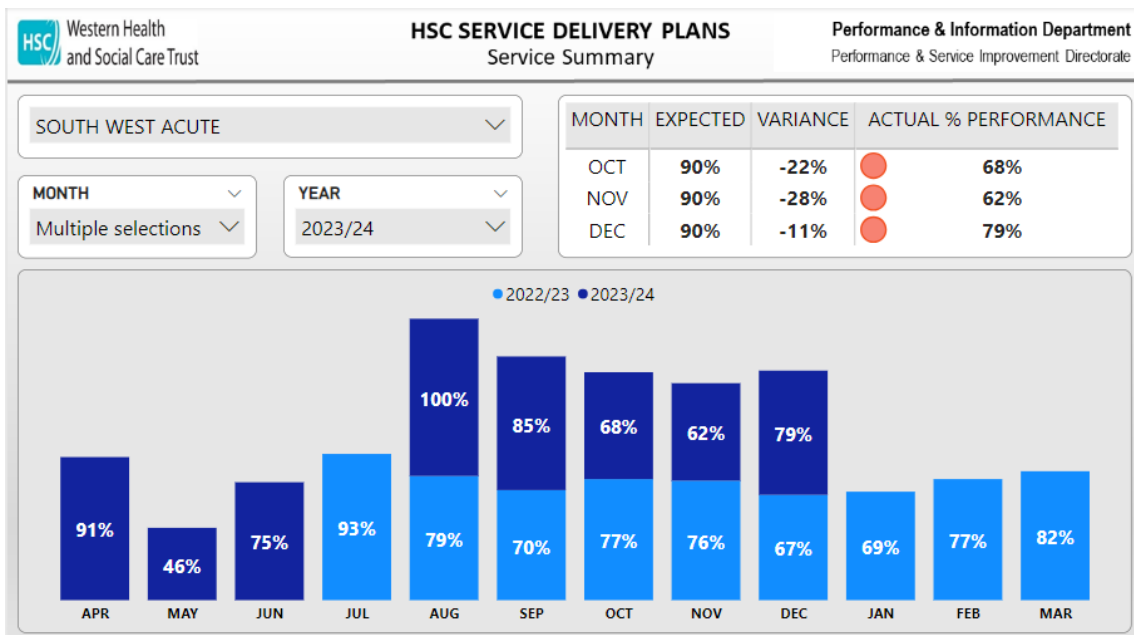 HSC Western Health
and Social Care Trust
HSC SERVICE DELIVERY PLANS
Service Summary
Performance & Information Department
Performance & Service Improvement Directorate
SOUTH WEST ACUTE
MONTH
Multiple selections
YEAR
2023/24
MONTH EXPECTED VARIANCE ACTUAL % PERFORMANCE
OCT 90% -22% 68%
NOV 90% -28% 62%
DEC 90% -11% 79%
2022/23 2023/24
100%
85% 68% 62% 79%
91% 46% 75% 93% 79% 70% 77% 76% 67% 69% 77% 82%
APR MAY JUN JUL AUG SEP OCT NOV DEC JAN FEB MAR